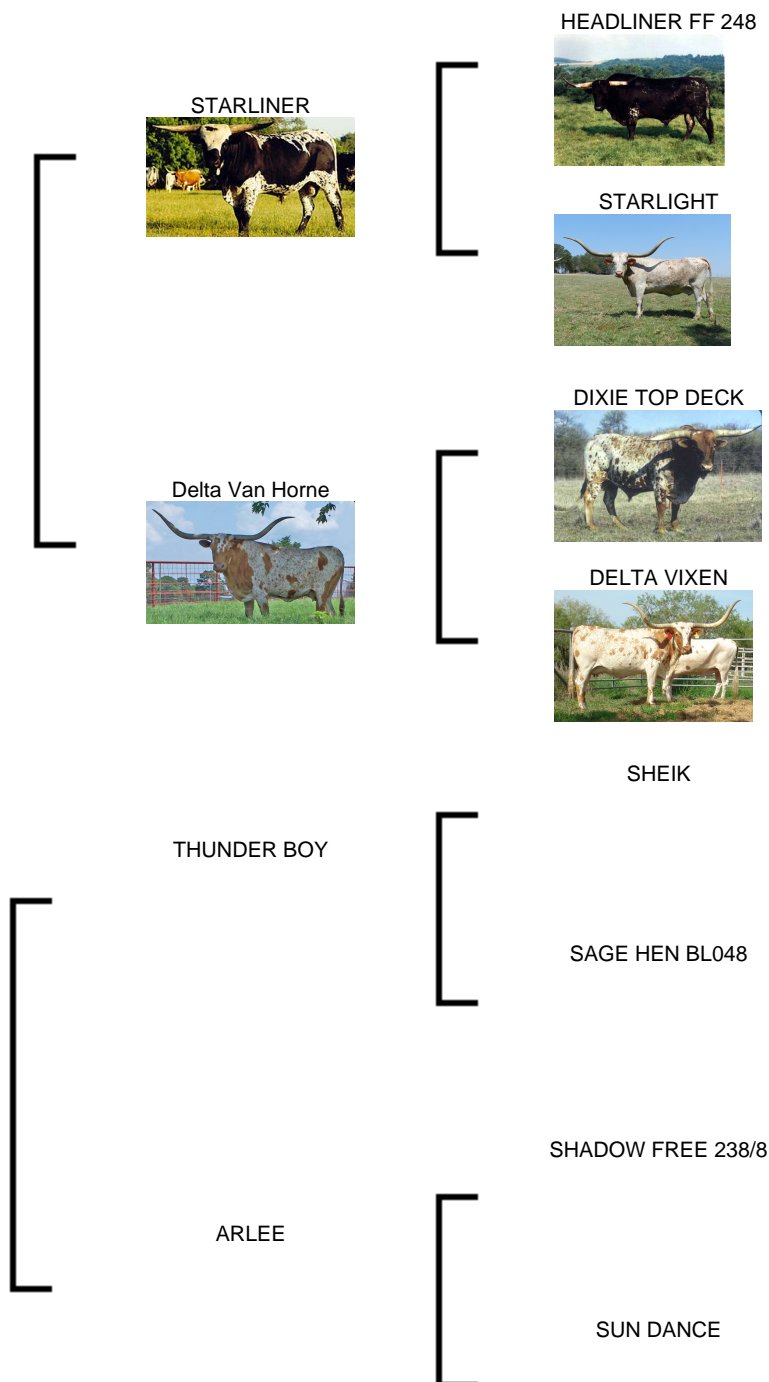 HEADLINER FF 248
STARLINER
STARLIGHT
DIXIE TOP DECK
Delta Van Horne
DELTA VIXEN
SHEIK
THUNDER BOY
SAGE HEN BL048
SHADOW FREE 238/8
ARLEE
SUN DANCE